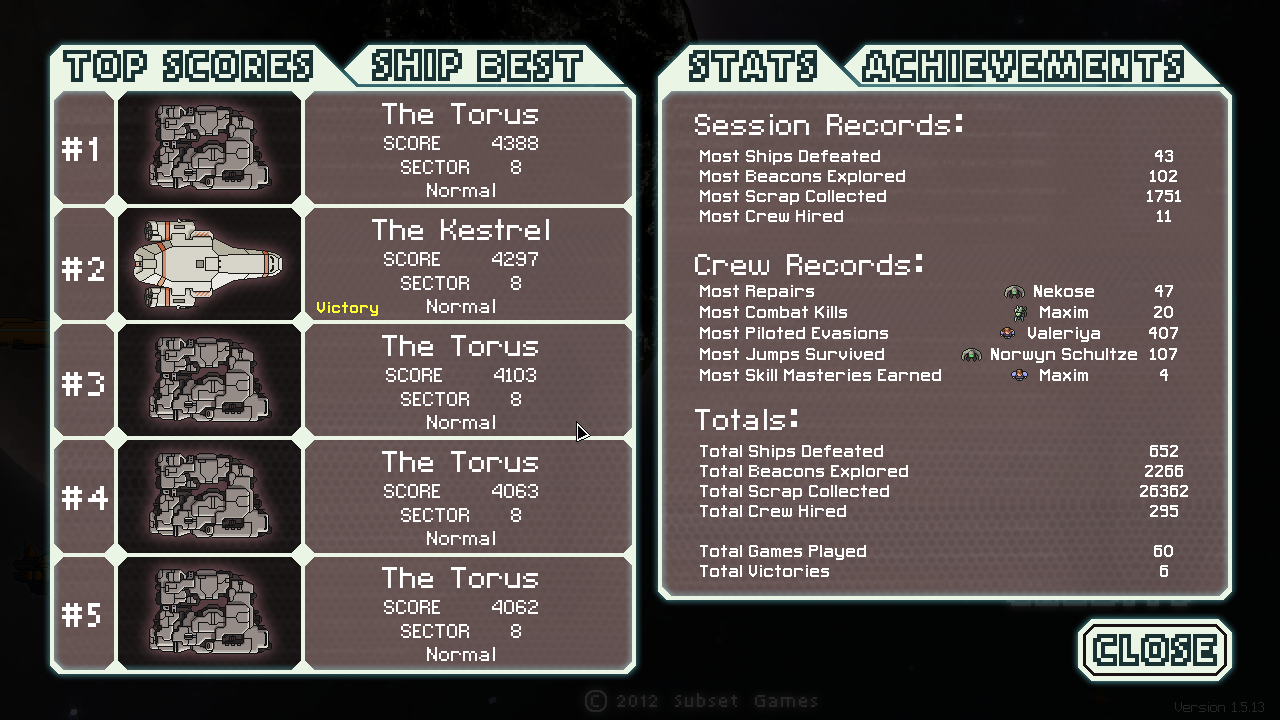 TOP SCORES
SHIP BEST
#1
The Torus
SCORE 4388
SECTOR 8
Normal
#2
The Kestrel
SCORE 4297
SECTOR 8
Victory Normal
#3
The Torus
SCORE 4103
SECTOR 8
Normal
#4
The Torus
SCORE 4063
SECTOR 8
Normal
#5
The Torus
SCORE 4062
SECTOR 8
Normal
STATS
ACHIEVEMENTS
Session Records:
Most Ships Defeated 43
Most Beacons Explored 102
Most Scrap Collected 1751
Most Crew Hired 11
Crew Records:
Most Repairs Nekose 47
Most Combat Kills Maxim 20
Most Piloted Evasions Valeriya 407
Most Jumps Survived Norwyn Schultze 107
Most Skill Masteries Earned Maxim 4
Totals:
Total Ships Defeated 652
Total Beacons Explored 2266
Total Scrap Collected 26362
Total Crew Hired 295
Total Games Played 60
Total Victories 6
CLOSE
© 2012 Subset Games
Version 1.5.13